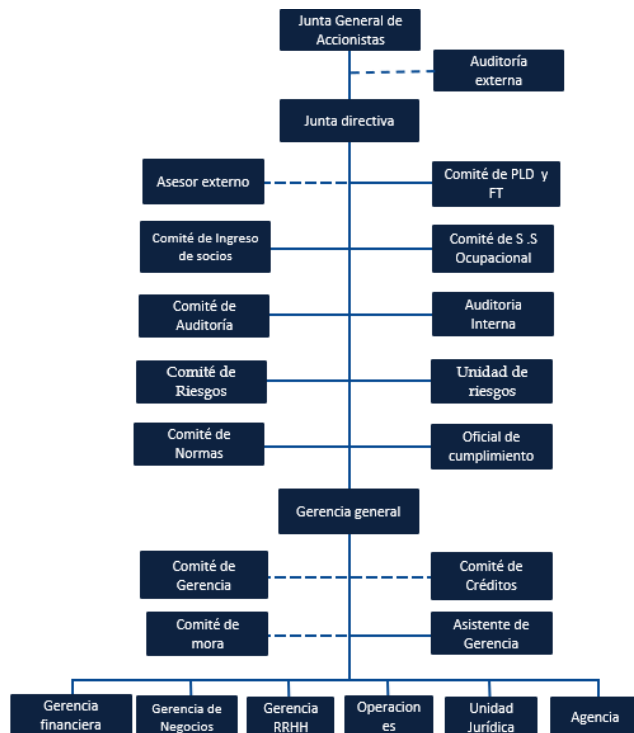 Junta General de
Accionistas
Auditoría
externa
Junta directiva
Asesor externo
Comité de PLD y
FT
Comité de Ingreso
de socios
Comité de S .S
Ocupacional
Comité de
Auditoría
Auditoria
Interna
Comité de
Riesgos
Unidad de
riesgos
Comité de
Normas
Oficial de
cumplimiento
Gerencia general
Comité de
Gerencia
Comité de
Créditos
Comité de
mora
Asistente de
Gerencia
Gerencia
financiera
Gerencia de
Negocios
Gerencia
RRHH
Operacion
es
Unidad
Jurídica
Agencia